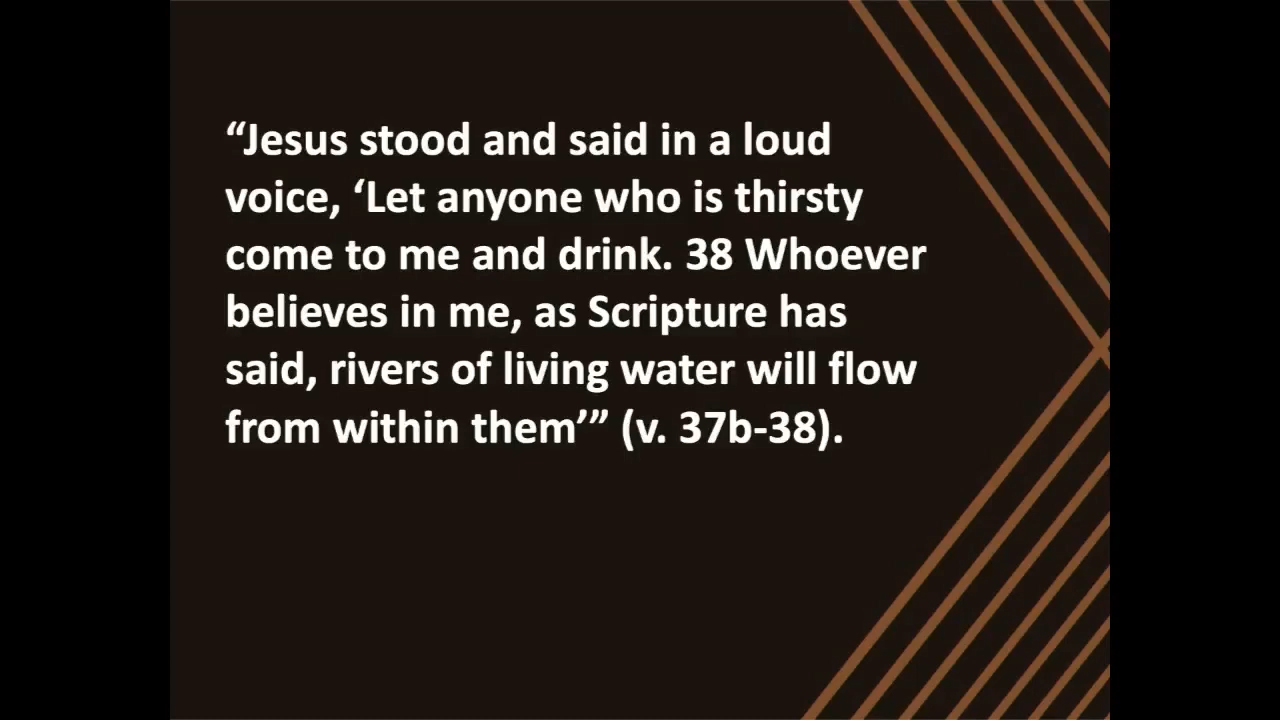 “Jesus stood and said in a loud
voice, ‘Let anyone who is thirsty
come to me and drink. 38 Whoever
believes in me, as Scripture has
said, rivers of living water will flow
from within them’” (v. 37b-38).